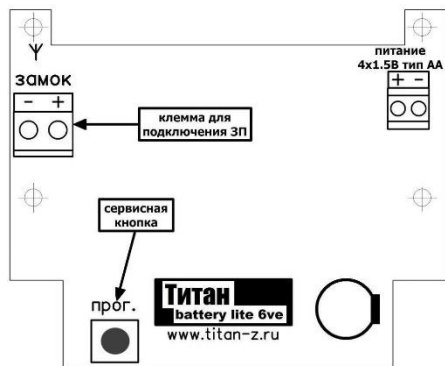 замок
- +
клемма для
подключения ЗП
питание
4x1.5В тип АА
+ -
сервисная
кнопка
прог.
Титан
battery lite 6ve
www.titan-z.ru